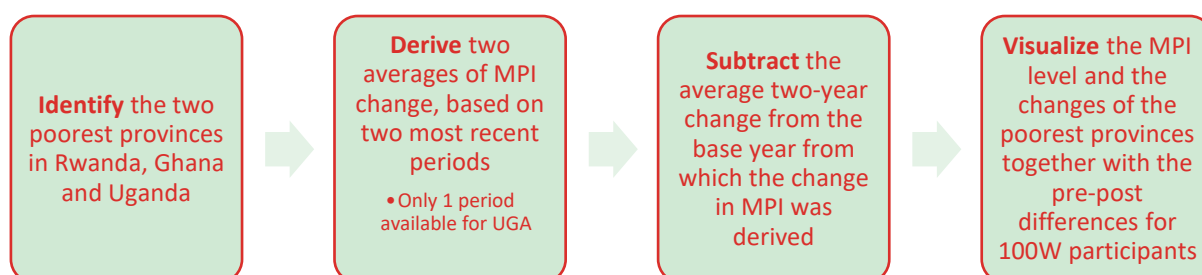 Identify the two
poorest provinces
in Rwanda, Ghana
and Uganda
Derive two
averages of MPI
change, based on
two most recent
periods
•Only 1 period
available for UGA
Subtract the
average two-year
change from the
base year from
which the change
in MPI was
derived
Visualize the MPI
level and the
changes of the
poorest provinces
together with the
pre-post
differences for
100W participants